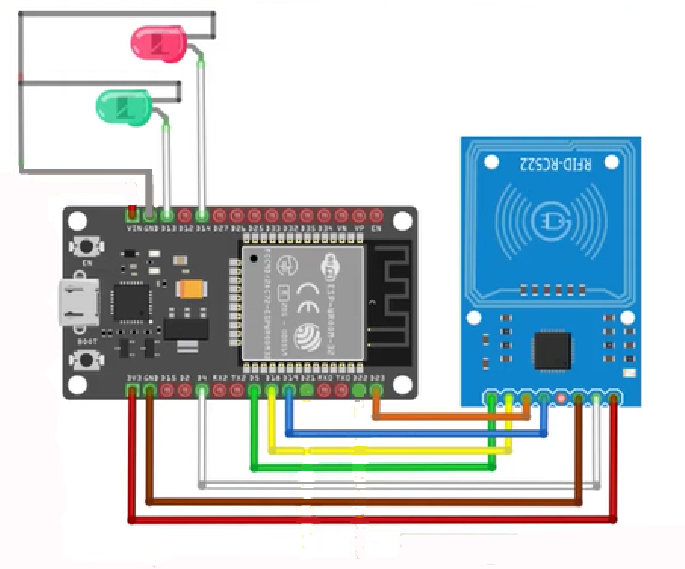 RFID-RC522
VIN GND D13 D12 D14 D27 D26 D25 D33 D32 D35 D34 VN VP EN
EN
BOOT
3V3 GND D15 D2 D4 RX2 TX2 D5 D18 D19 D21 RX0 TX0 D22 D23